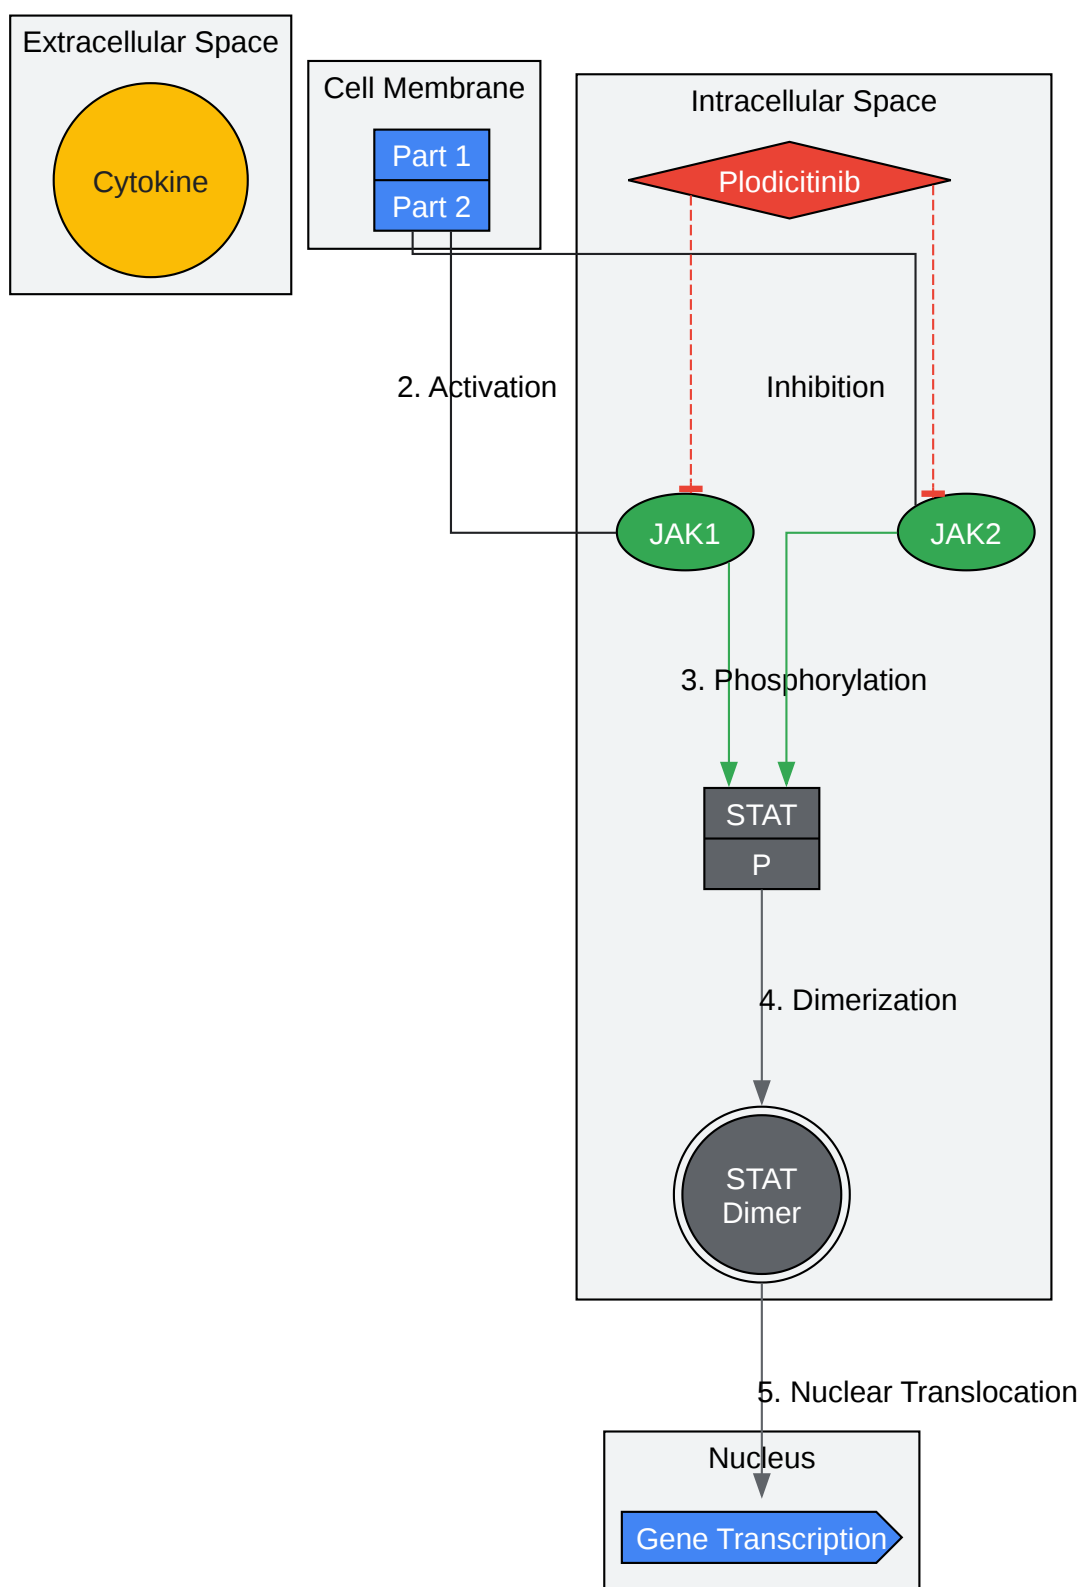 Extracellular Space
Cytokine
Cell Membrane
Part 1
Part 2
Intracellular Space
Plodicitinib
2. Activation
Inhibition
JAK1
JAK2
3. Phosphorylation
STAT
P
4. Dimerization
STAT
Dimer
5. Nuclear Translocation
Nucleus
Gene Transcription